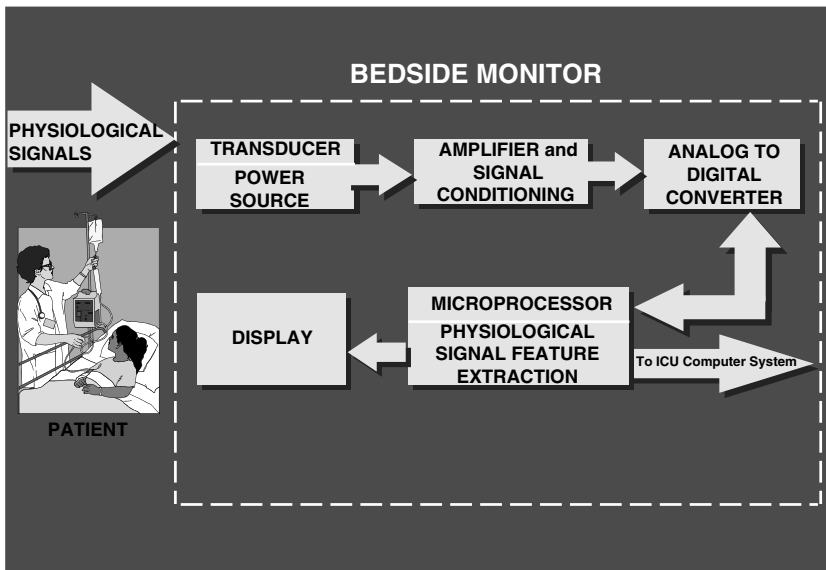 BEDSIDE MONITOR
PHYSIOLOGICAL
SIGNALS
TRANSDUCER
POWER
SOURCE
AMPLIFIER and
SIGNAL
CONDITIONING
ANALOG TO
DIGITAL
CONVERTER
DISPLAY
MICROPROCESSOR
PHYSIOLOGICAL
SIGNAL FEATURE
EXTRACTION
To ICU Computer System
PATIENT